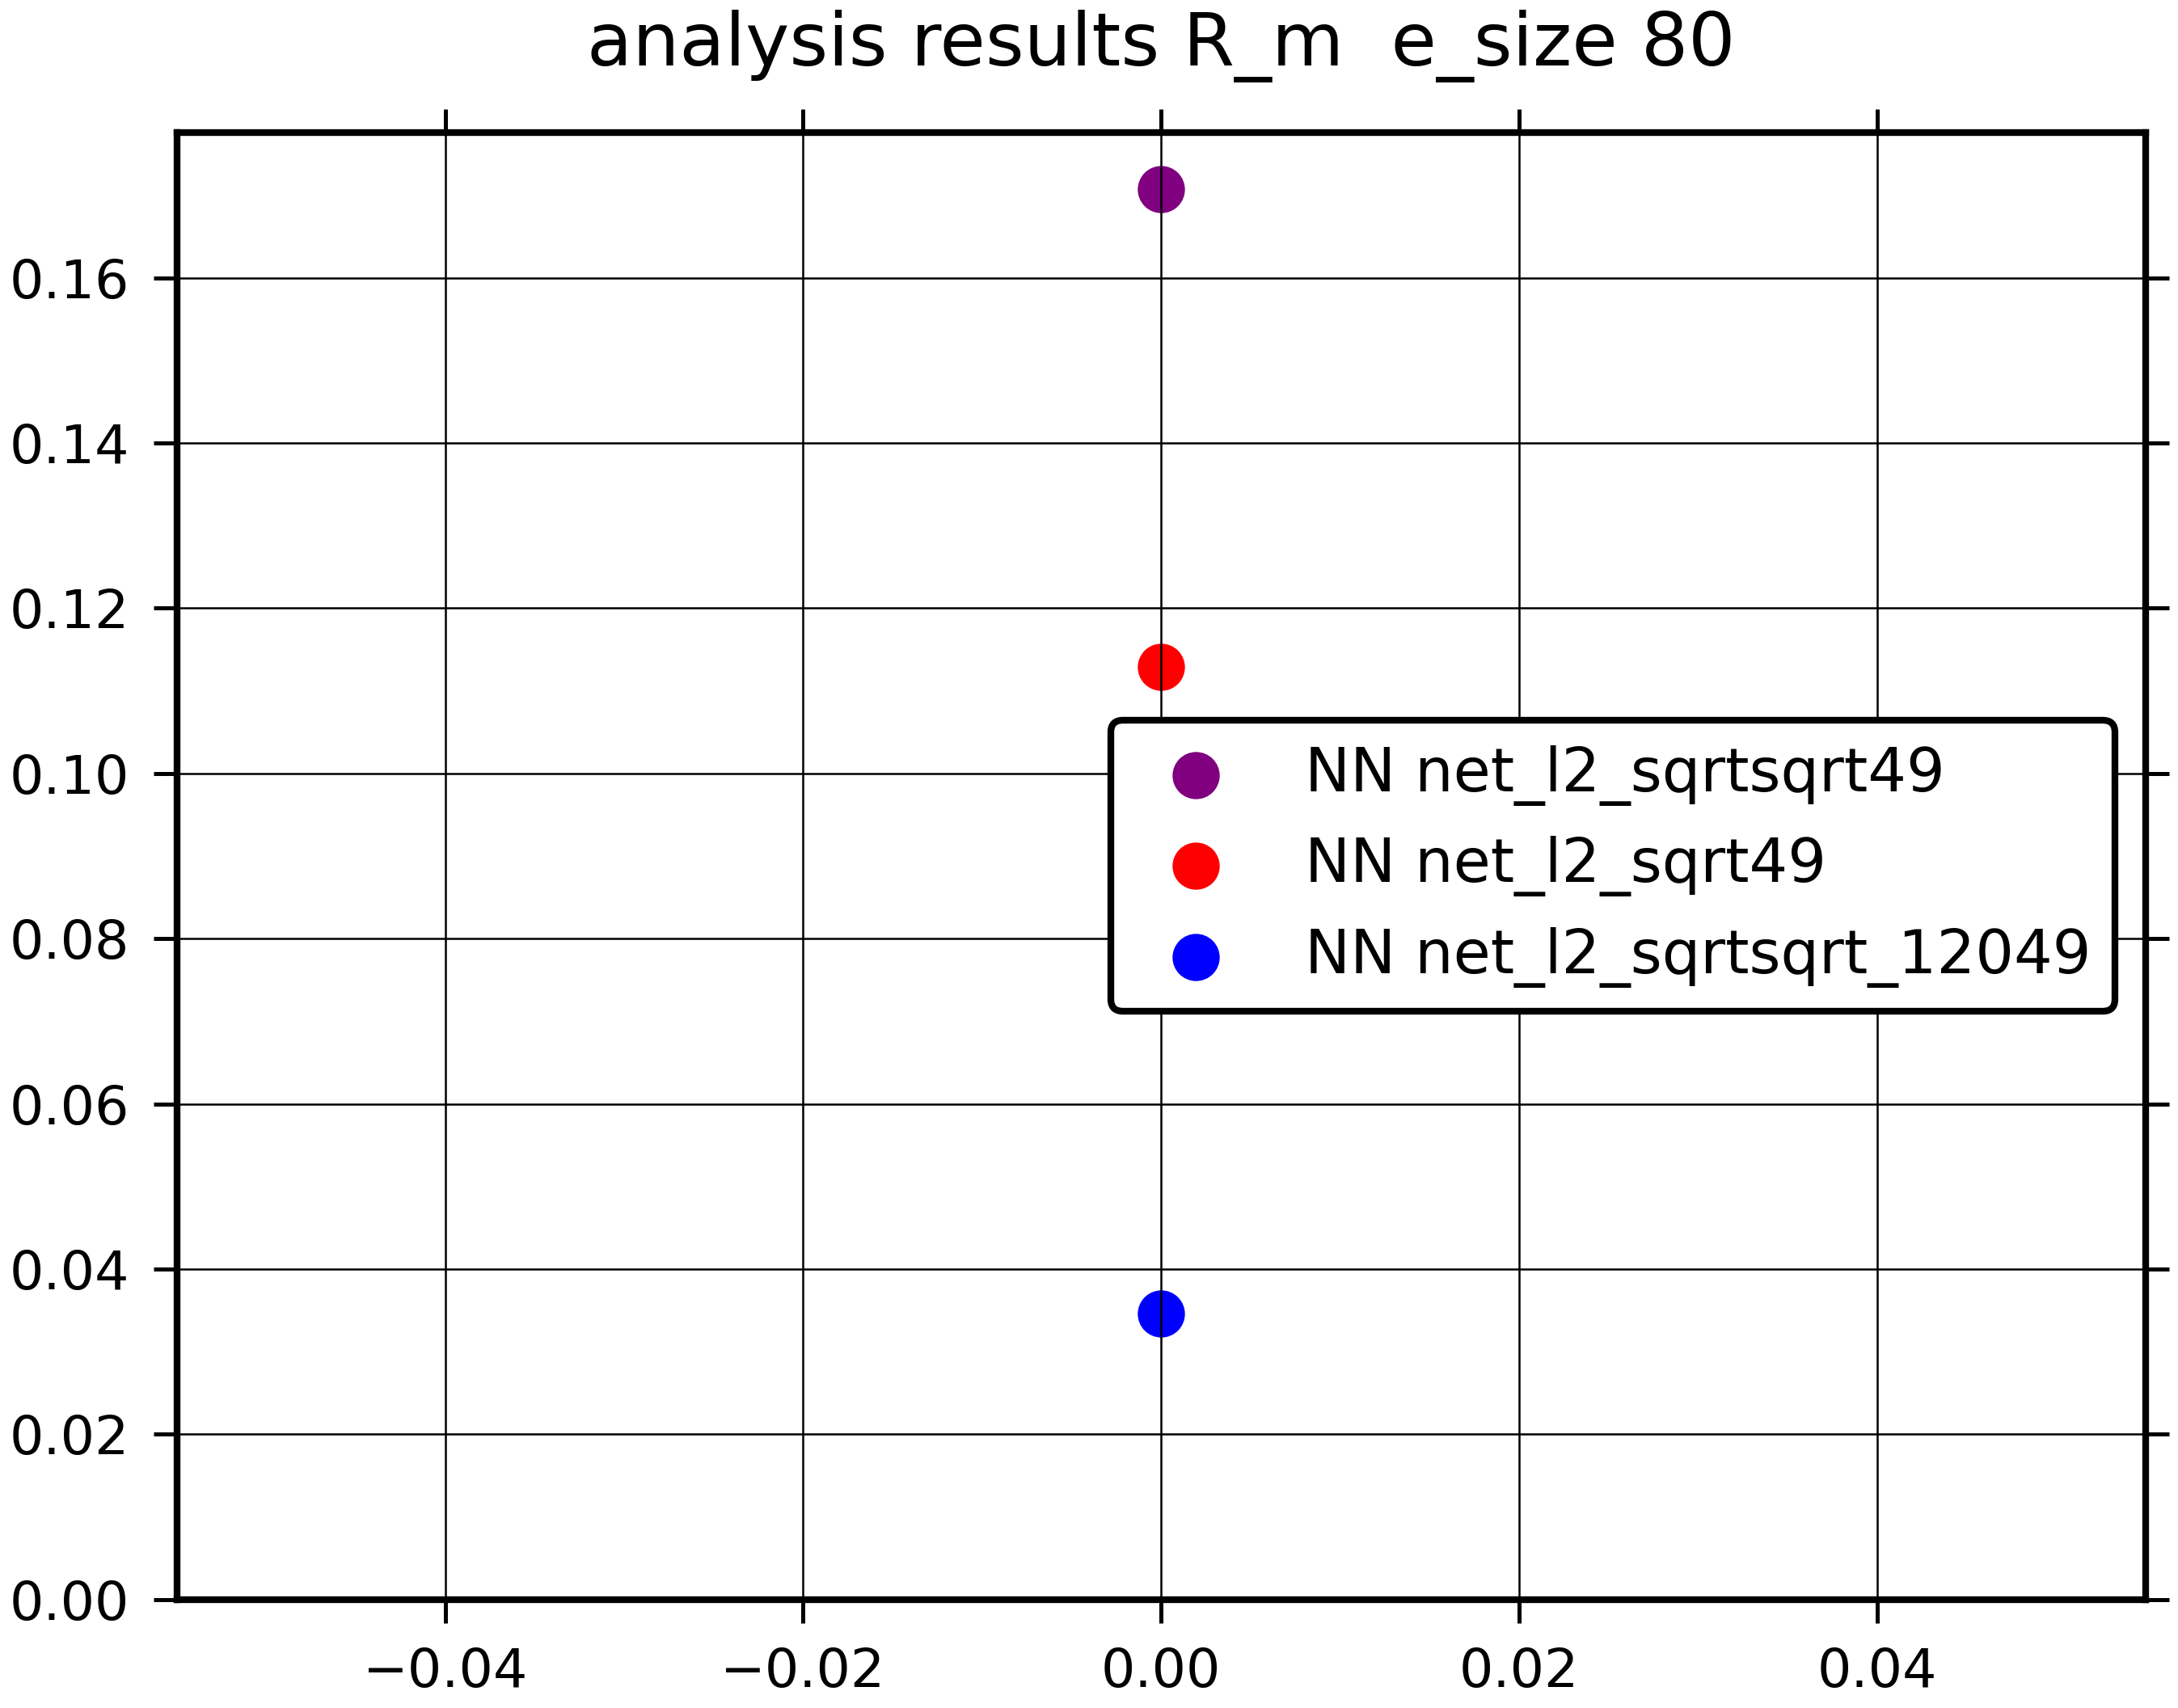 analysis results R_m  e_size 80
0.16
0.14
0.12
0.10
0.08
0.06
0.04
0.02
0.00
NN net_l2_sqrtsqrt49
NN net_l2_sqrt49
NN net_l2_sqrtsqrt_12049
−0.04 −0.02 0.00 0.02 0.04